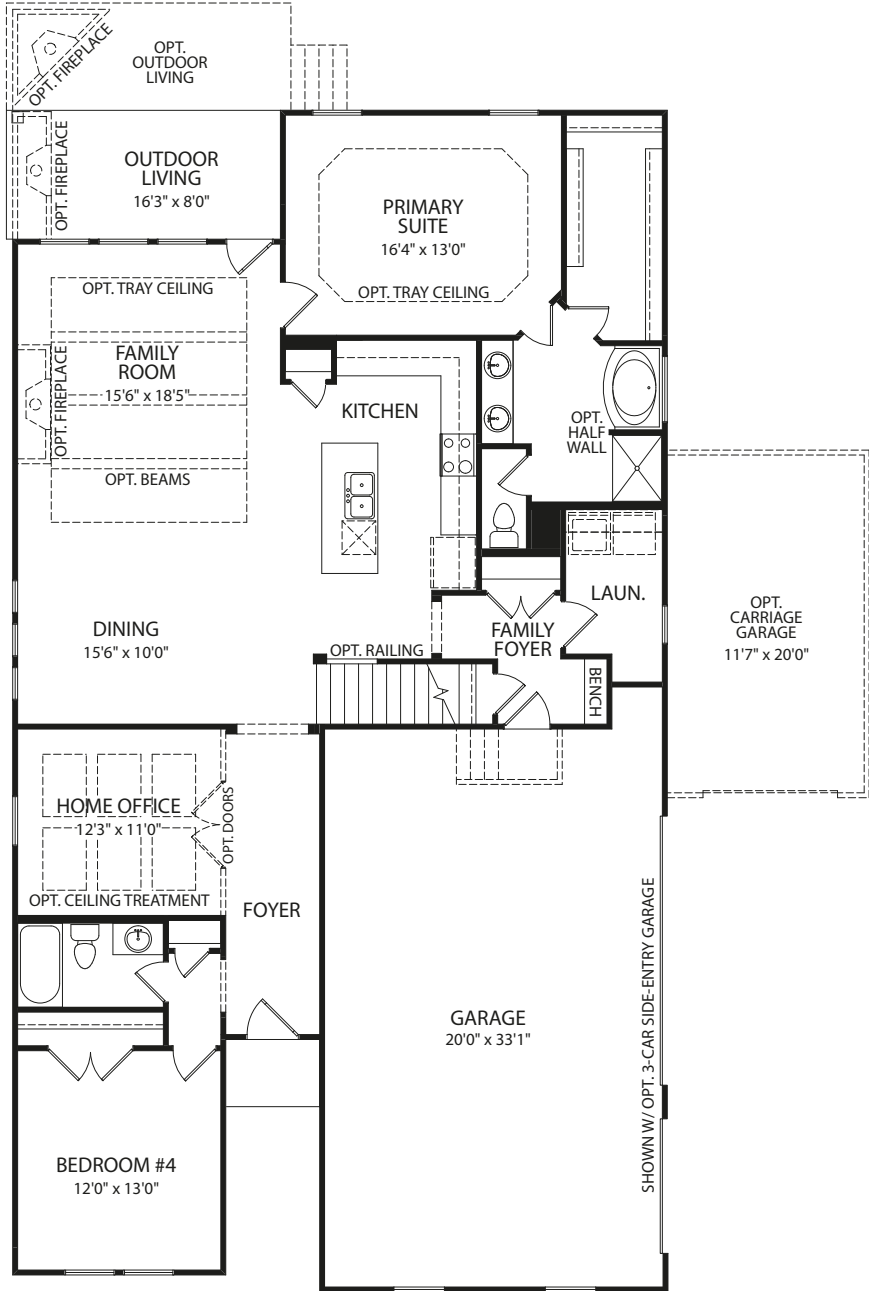 OPT. FIREPLACE
OPT.
OUTDOOR
LIVING
OPT. FIREPLACE
OUTDOOR
LIVING
16'3" x 8'0"
PRIMARY
SUITE
16'4" x 13'0"
OPT. TRAY CEILING
OPT. TRAY CEILING
FAMILY
ROOM
15'6" x 18'5"
OPT. FIREPLACE
OPT. BEAMS
KITCHEN
OPT.
HALF
WALL
LAUN.
DINING
15'6" x 10'0"
OPT. RAILING
FAMILY
FOYER
BENCH
OPT.
CARRIAGE
GARAGE
11'7" x 20'0"
HOME OFFICE
12'3" x 11'0"
OPT. DOORS
OPT. CEILING TREATMENT
FOYER
GARAGE
20'0" x 33'1"
SHOWN W/ OPT. 3-CAR SIDE-ENTRY GARAGE
BEDROOM #4
12'0" x 13'0"